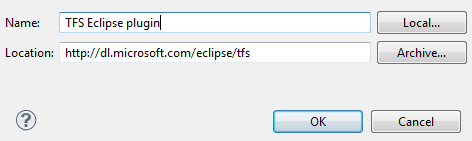 Name: TFS Eclipse plugin Local...
Location: http://dl.microsoft.com/eclipse/tfs Archive...
? OK Cancel